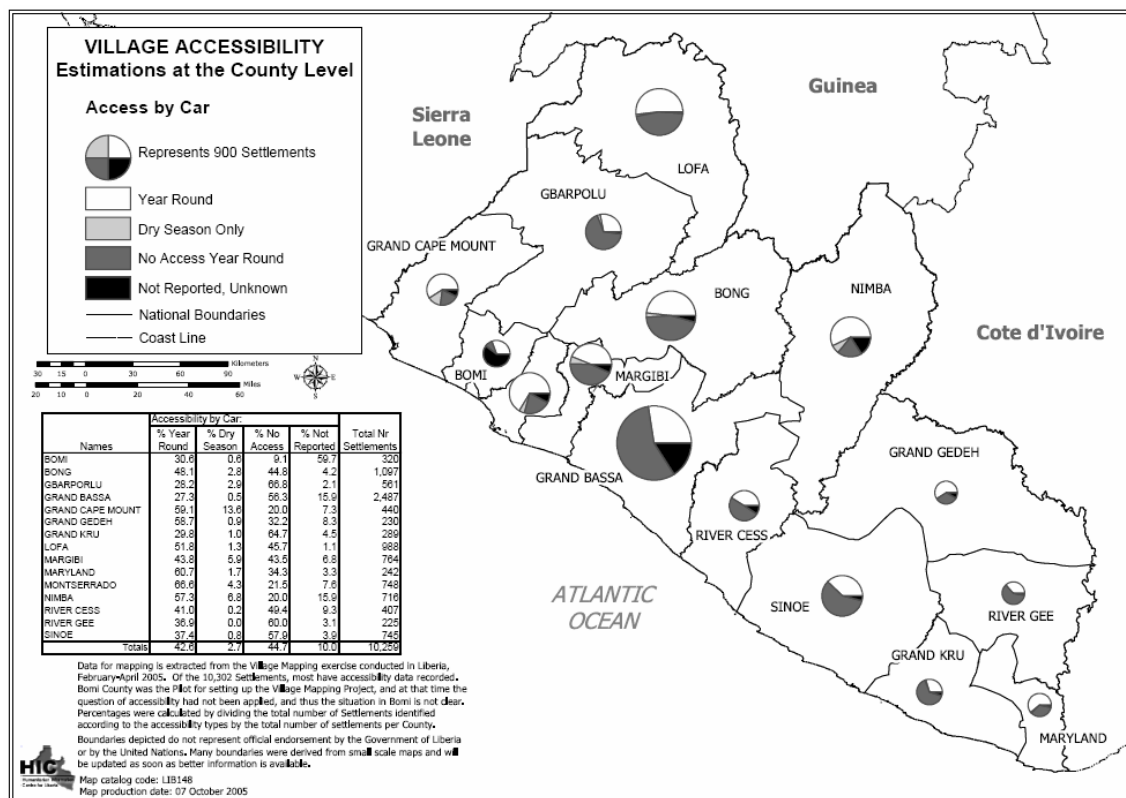 VILLAGE ACCESSIBILITY
Estimations at the County Level
Access by Car
Represents 900 Settlements
Year Round
Dry Season Only
No Access Year Round
Not Reported, Unknown
National Boundaries
Coast Line
30 15 0 30 60 Kilometers
20 10 0 20 40 60 Miles
N
W E
S
Sierra
Leone
Guinea
LOFA
GBARPOLU
GRAND CAPE MOUNT
BONG
NIMBA
Cote d'Ivoire
BOMI
MARGIBI
GRAND BASSA
GRAND GEDEH
RIVER CESS
ATLANTIC
OCEAN
SINOE
RIVER GEE
GRAND KRU
MARYLAND
Accessibility by Car:
Names % Year Round % Dry Season % No Access % Not Reported Total Nr Settlements
BOMI 30.6 0.6 9.1 59.7 320
BONG 48.1 2.8 44.8 4.2 1,097
GBARPORLU 28.2 2.9 66.8 2.1 561
GRAND BASSA 27.3 0.5 56.3 15.9 2,487
GRAND CAPE MOUNT 59.1 13.6 20.0 7.3 440
GRAND GEDEH 58.7 0.9 32.2 8.3 230
GRAND KRU 29.8 1.0 64.7 4.5 289
LOFA 51.8 1.3 45.7 1.1 988
MARGIBI 43.8 5.9 43.5 6.8 764
MARYLAND 60.7 1.7 34.3 3.3 242
MONTSERRADO 66.6 4.3 21.5 7.6 748
NIMBA 57.3 6.8 20.0 15.9 716
RIVER CESS 41.0 0.2 49.4 9.3 407
RIVER GEE 36.9 0.0 60.0 3.1 225
SINOE 37.4 0.8 57.9 3.9 745
Totals 42.6 2.7 44.7 10.0 10,259
Data for mapping is extracted from the Village Mapping exercise conducted in Liberia,
February-April 2005. Of the 10,302 Settlements, most have accessibility data recorded.
Bomi County was the Pilot for setting up the Village Mapping Project, and at that time the
question of accessibility had not been applied, and thus the situation in Bomi is not clear.
Percentages were calculated by dividing the total number of Settlements identified
according to the accessibility types by the total number of settlements per County.
Boundaries depicted do not represent official endorsement by the Government of Liberia
or by the United Nations. Many boundaries were derived from small scale maps and will
be updated as soon as better information is available.
HIC
Map catalog code: LIB148
Map production date: 07 October 2005